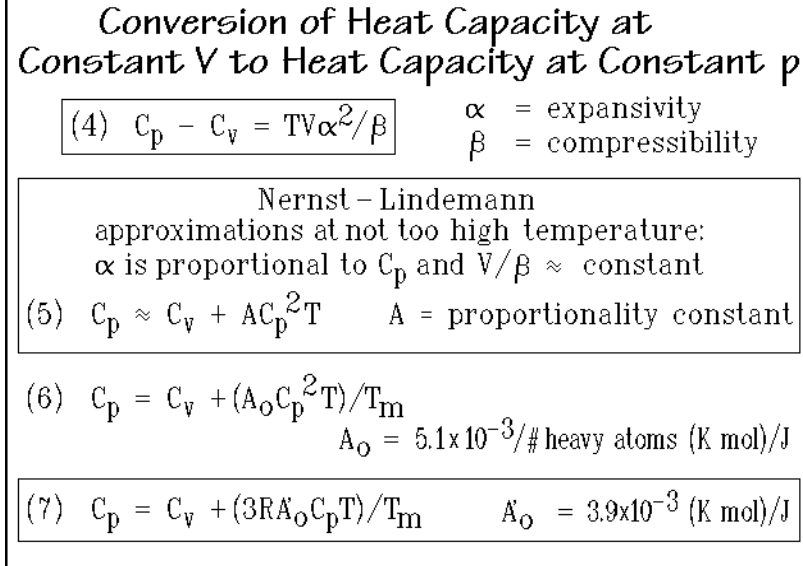 Conversion of Heat Capacity at
Constant V to Heat Capacity at Constant p
(4) Cp – Cv = TVα²/β
α = expansivity
β = compressibility
Nernst–Lindemann
approximations at not too high temperature:
α is proportional to Cp and V/β ≈ constant
(5) Cp ≈ Cv + ACp²T A = proportionality constant
(6) Cp = Cv +(AoCp²T)/Tm
Ao = 5.1x10⁻³/# heavy atoms (K mol)/J
(7) Cp = Cv +(3RA'oCpT)/Tm A'o = 3.9x10⁻³ (K mol)/J